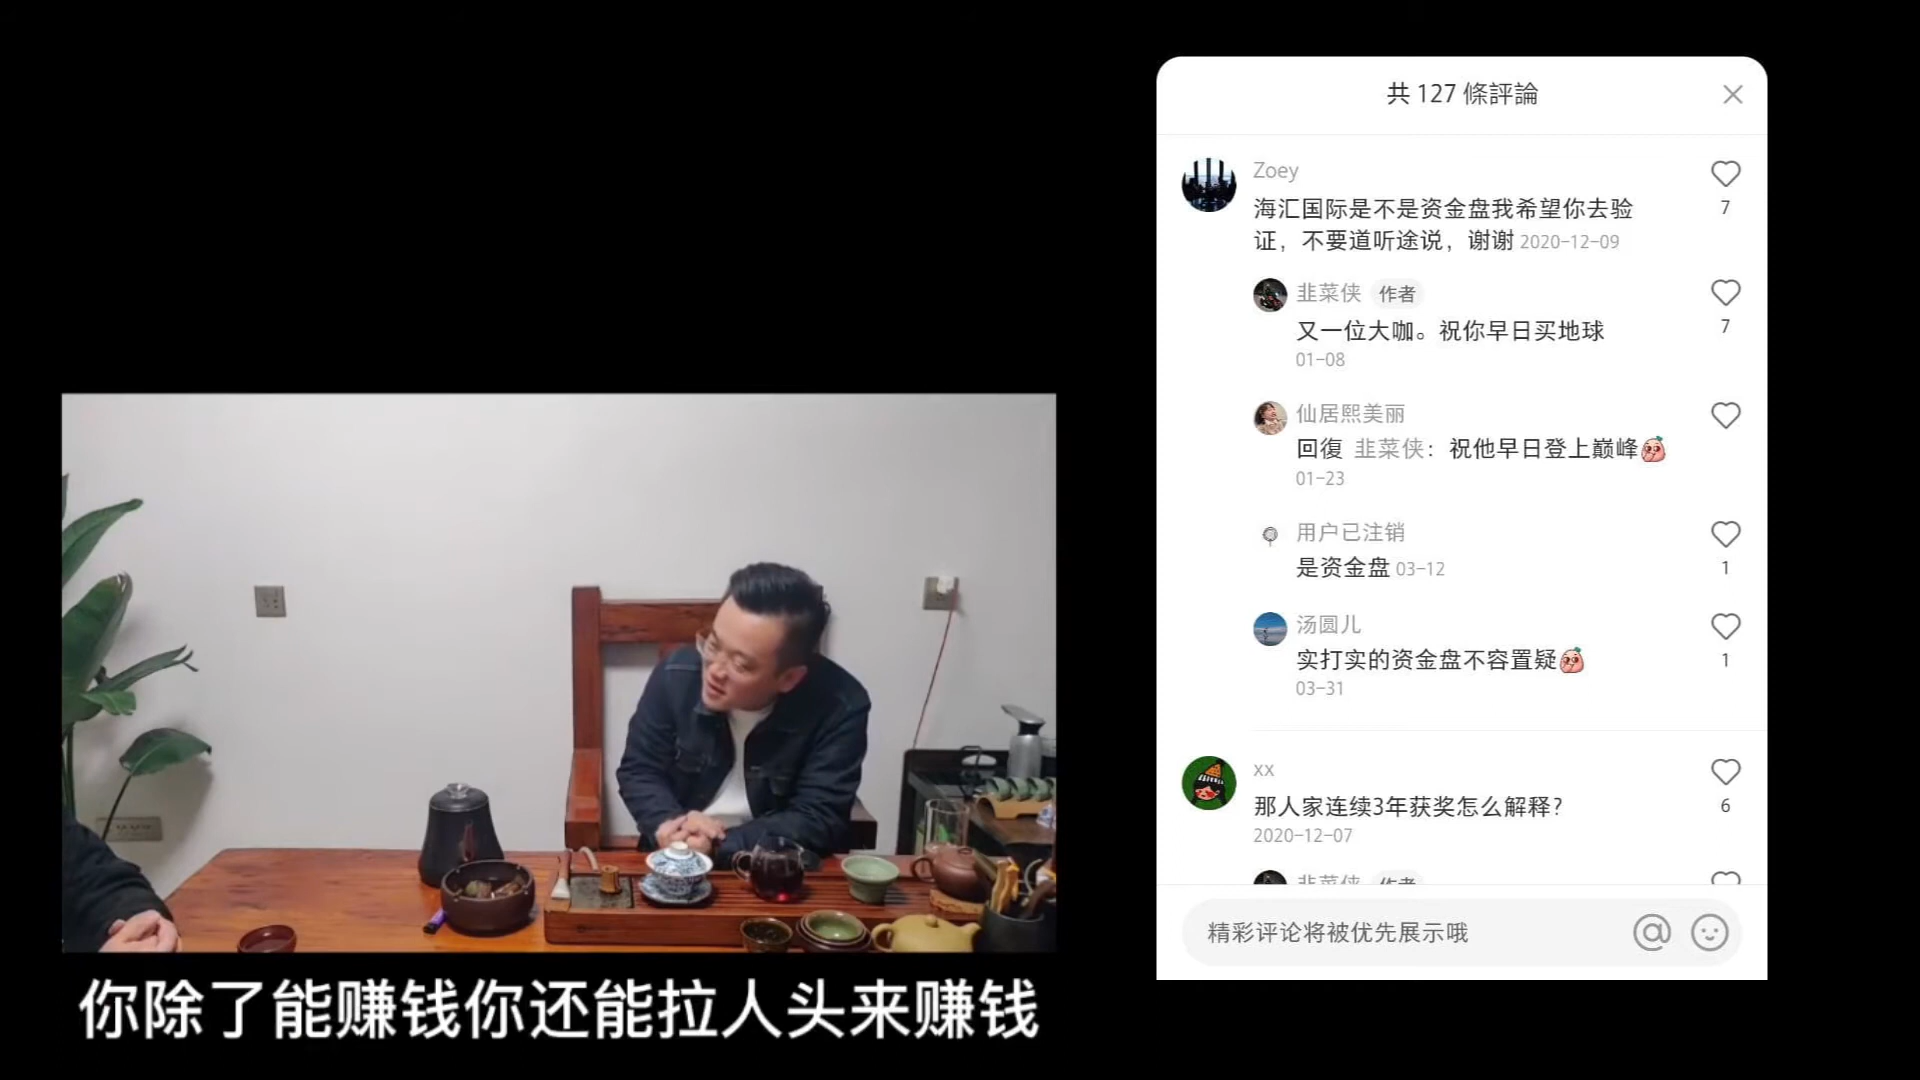 共 127 條評論
Zoey
海汇国际是不是资金盘我希望你去验
证，不要道听途说，谢谢 2020-12-09
7
韭菜侠 作者
又一位大咖。祝你早日买地球
01-08
7
仙居熙美丽
回復 韭菜侠：祝他早日登上巅峰
01-23
用户已注销
是资金盘 03-12
1
汤圆儿
实打实的资金盘不容置疑
03-31
1
xx
那人家连续3年获奖怎么解释？
2020-12-07
6
韭菜侠 作者
精彩评论将被优先展示哦
你除了能赚钱你还能拉人头来赚钱